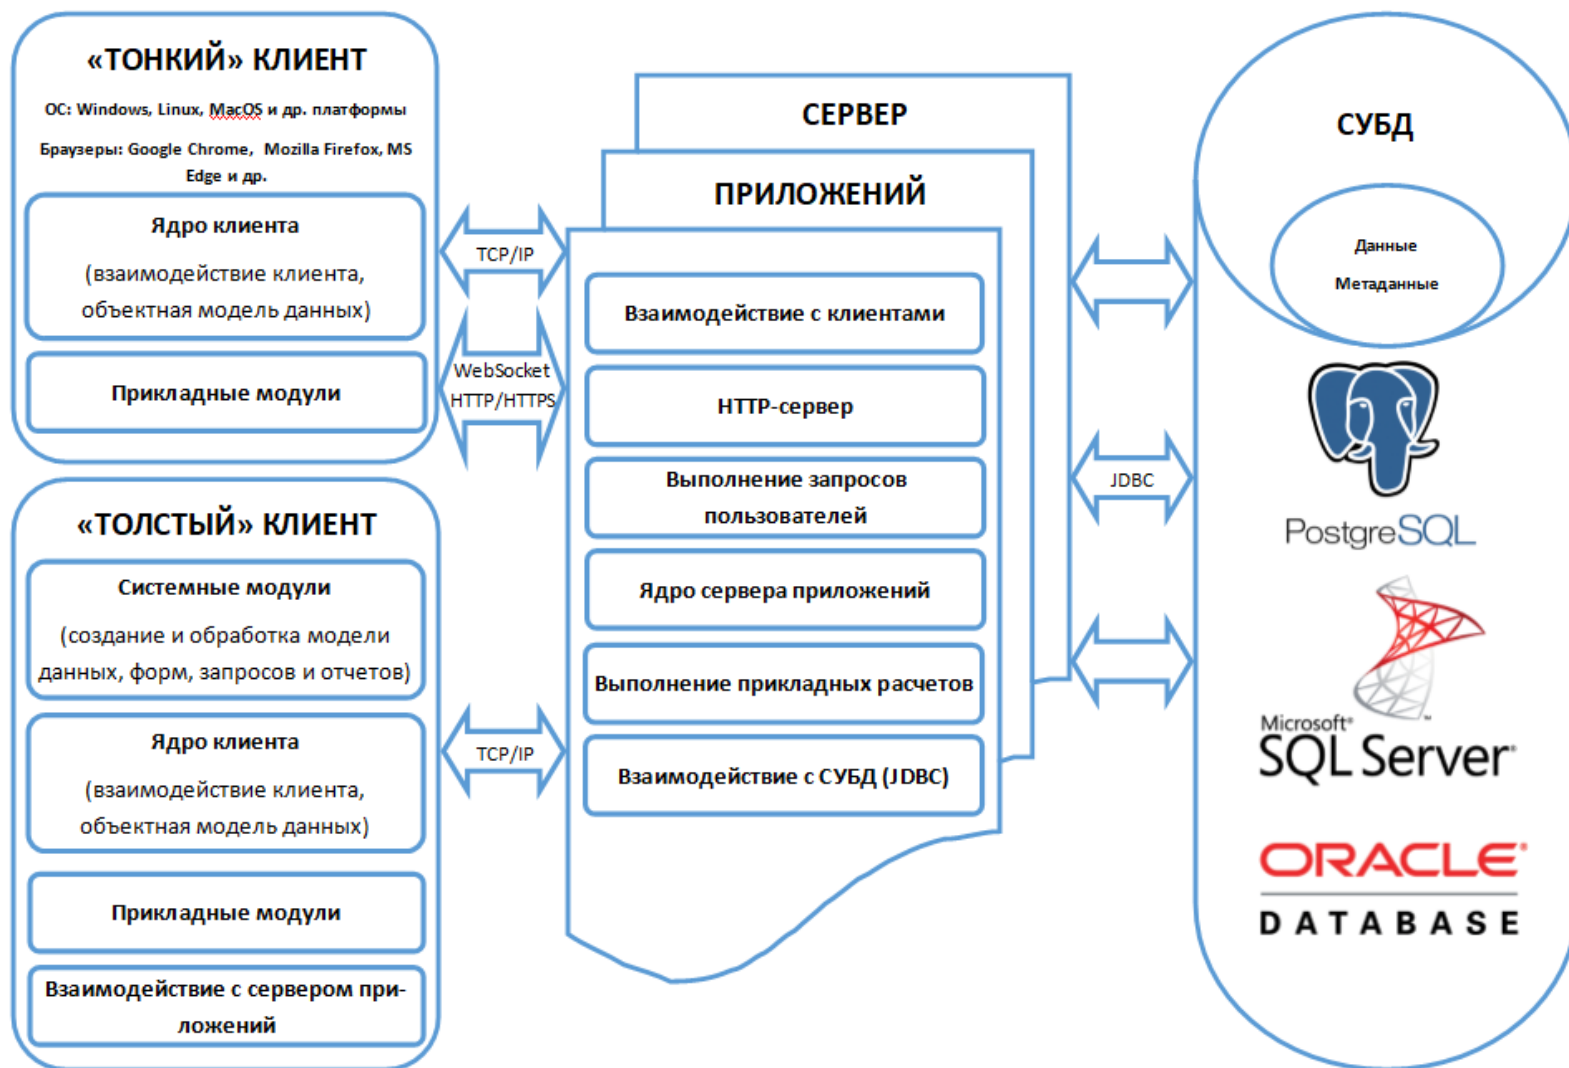 «ТОНКИЙ» КЛИЕНТ
ОС: Windows, Linux, MacOS и др. платформы
Браузеры: Google Chrome, Mozilla Firefox, MS
Edge и др.
Ядро клиента
(взаимодействие клиента,
объектная модель данных)
Прикладные модули
«ТОЛСТЫЙ» КЛИЕНТ
Системные модули
(создание и обработка модели
данных, форм, запросов и отчетов)
Ядро клиента
(взаимодействие клиента,
объектная модель данных)
Прикладные модули
Взаимодействие с сервером при-
ложений
TCP/IP
WebSocket
HTTP/HTTPS
TCP/IP
СЕРВЕР
ПРИЛОЖЕНИЙ
Взаимодействие с клиентами
HTTP-сервер
Выполнение запросов
пользователей
Ядро сервера приложений
Выполнение прикладных расчетов
Взаимодействие с СУБД (JDBC)
JDBC
СУБД
Данные
Метаданные
PostgreSQL
Microsoft®
SQL Server®
ORACLE®
DATABASE